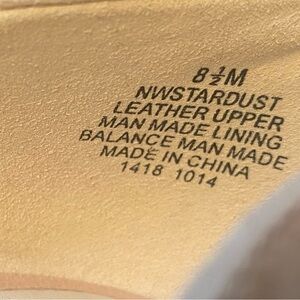 8½M
NWSTARDUST
LEATHER UPPER
MAN MADE LINING
BALANCE MAN MADE
MADE IN CHINA
1418 1014